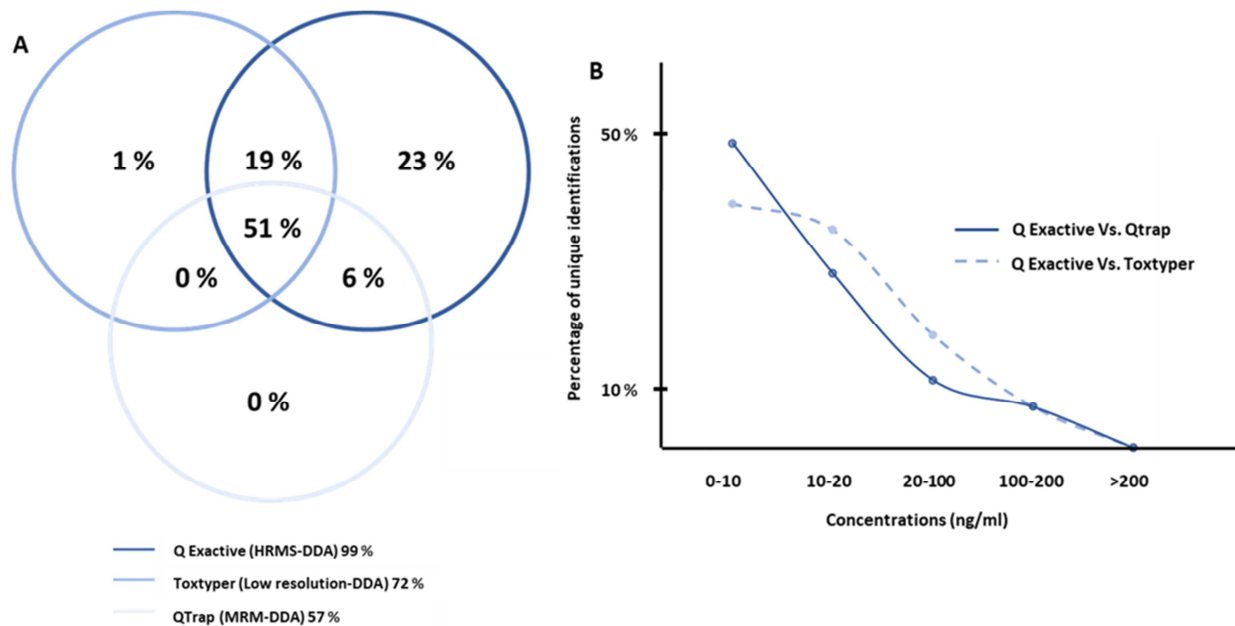 A
1 %
19 %
23 %
51 %
0 %
6 %
0 %
Q Exactive (HRMS-DDA) 99 %
Toxtyper (Low resolution-DDA) 72 %
QTrap (MRM-DDA) 57 %
B
Percentage of unique identifications
50 %
10 %
Q Exactive Vs. Qtrap
Q Exactive Vs. Toxtyper
0-10
10-20
20-100
100-200
>200
Concentrations (ng/ml)